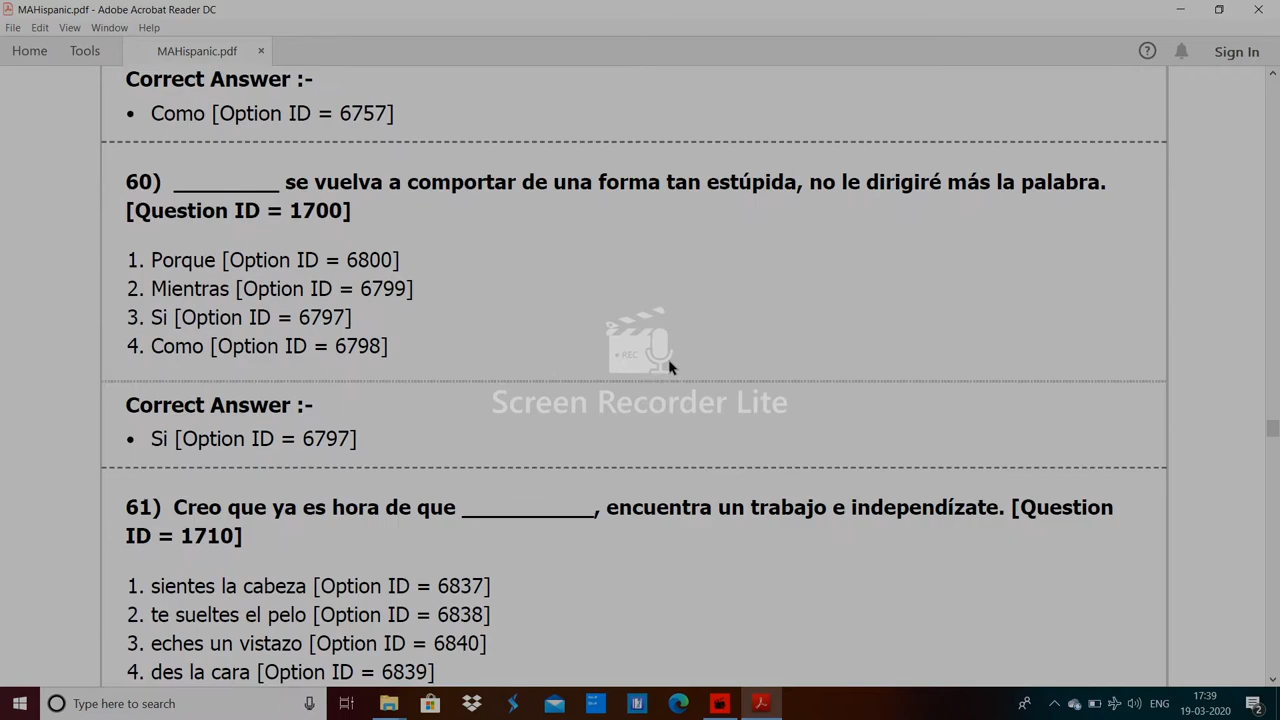 MAHispanic.pdf - Adobe Acrobat Reader DC
File Edit View Window Help
Home Tools MAHispanic.pdf × ? Sign In
Correct Answer :-
• Como [Option ID = 6757]
60) _________ se vuelva a comportar de una forma tan estúpida, no le dirigiré más la palabra.
[Question ID = 1700]
1. Porque [Option ID = 6800]
2. Mientras [Option ID = 6799]
3. Si [Option ID = 6797]
4. Como [Option ID = 6798]
• REC
Screen Recorder Lite
Correct Answer :-
• Si [Option ID = 6797]
61) Creo que ya es hora de que ___________, encuentra un trabajo e independízate. [Question
ID = 1710]
1. sientes la cabeza [Option ID = 6837]
2. te sueltes el pelo [Option ID = 6838]
3. eches un vistazo [Option ID = 6840]
4. des la cara [Option ID = 6839]
Type here to search
ENG
17:39
19-03-2020
2